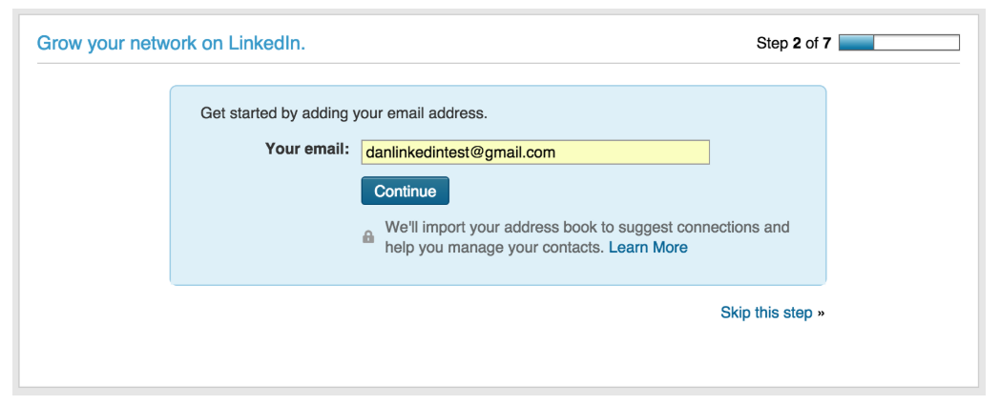 Grow your network on LinkedIn.
Step 2 of 7
Get started by adding your email address.
Your email: danlinkedintest@gmail.com
Continue
We'll import your address book to suggest connections and
help you manage your contacts. Learn More
Skip this step »